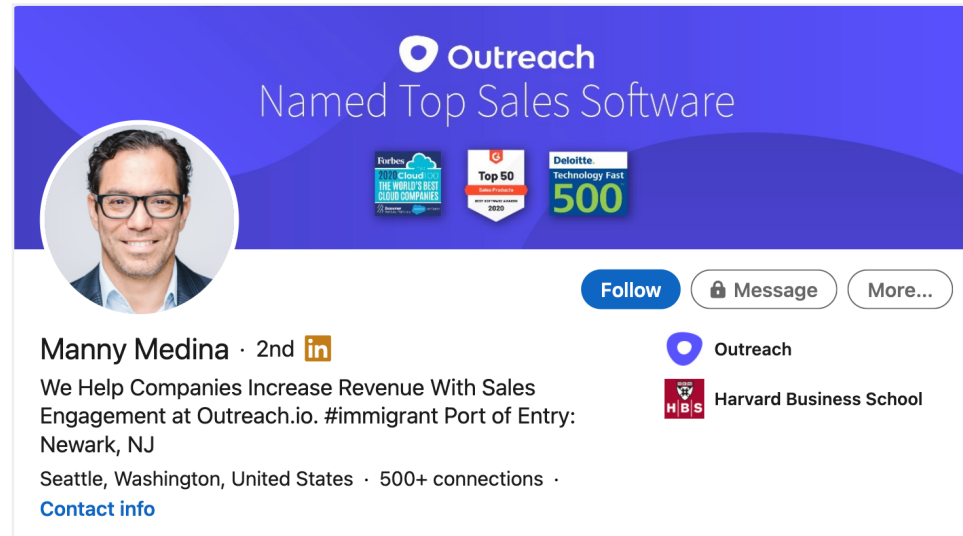 Outreach
Named Top Sales Software
Forbes
2020 Cloud 100
THE WORLD'S BEST
CLOUD COMPANIES
G
Top 50
Sales Products
BEST SOFTWARE AWARDS
2020
Deloitte.
Technology Fast
500
Follow
Message
More...
Manny Medina · 2nd in
Outreach
We Help Companies Increase Revenue With Sales
Engagement at Outreach.io. #immigrant Port of Entry:
Newark, NJ
HBS
Harvard Business School
Seattle, Washington, United States · 500+ connections ·
Contact info